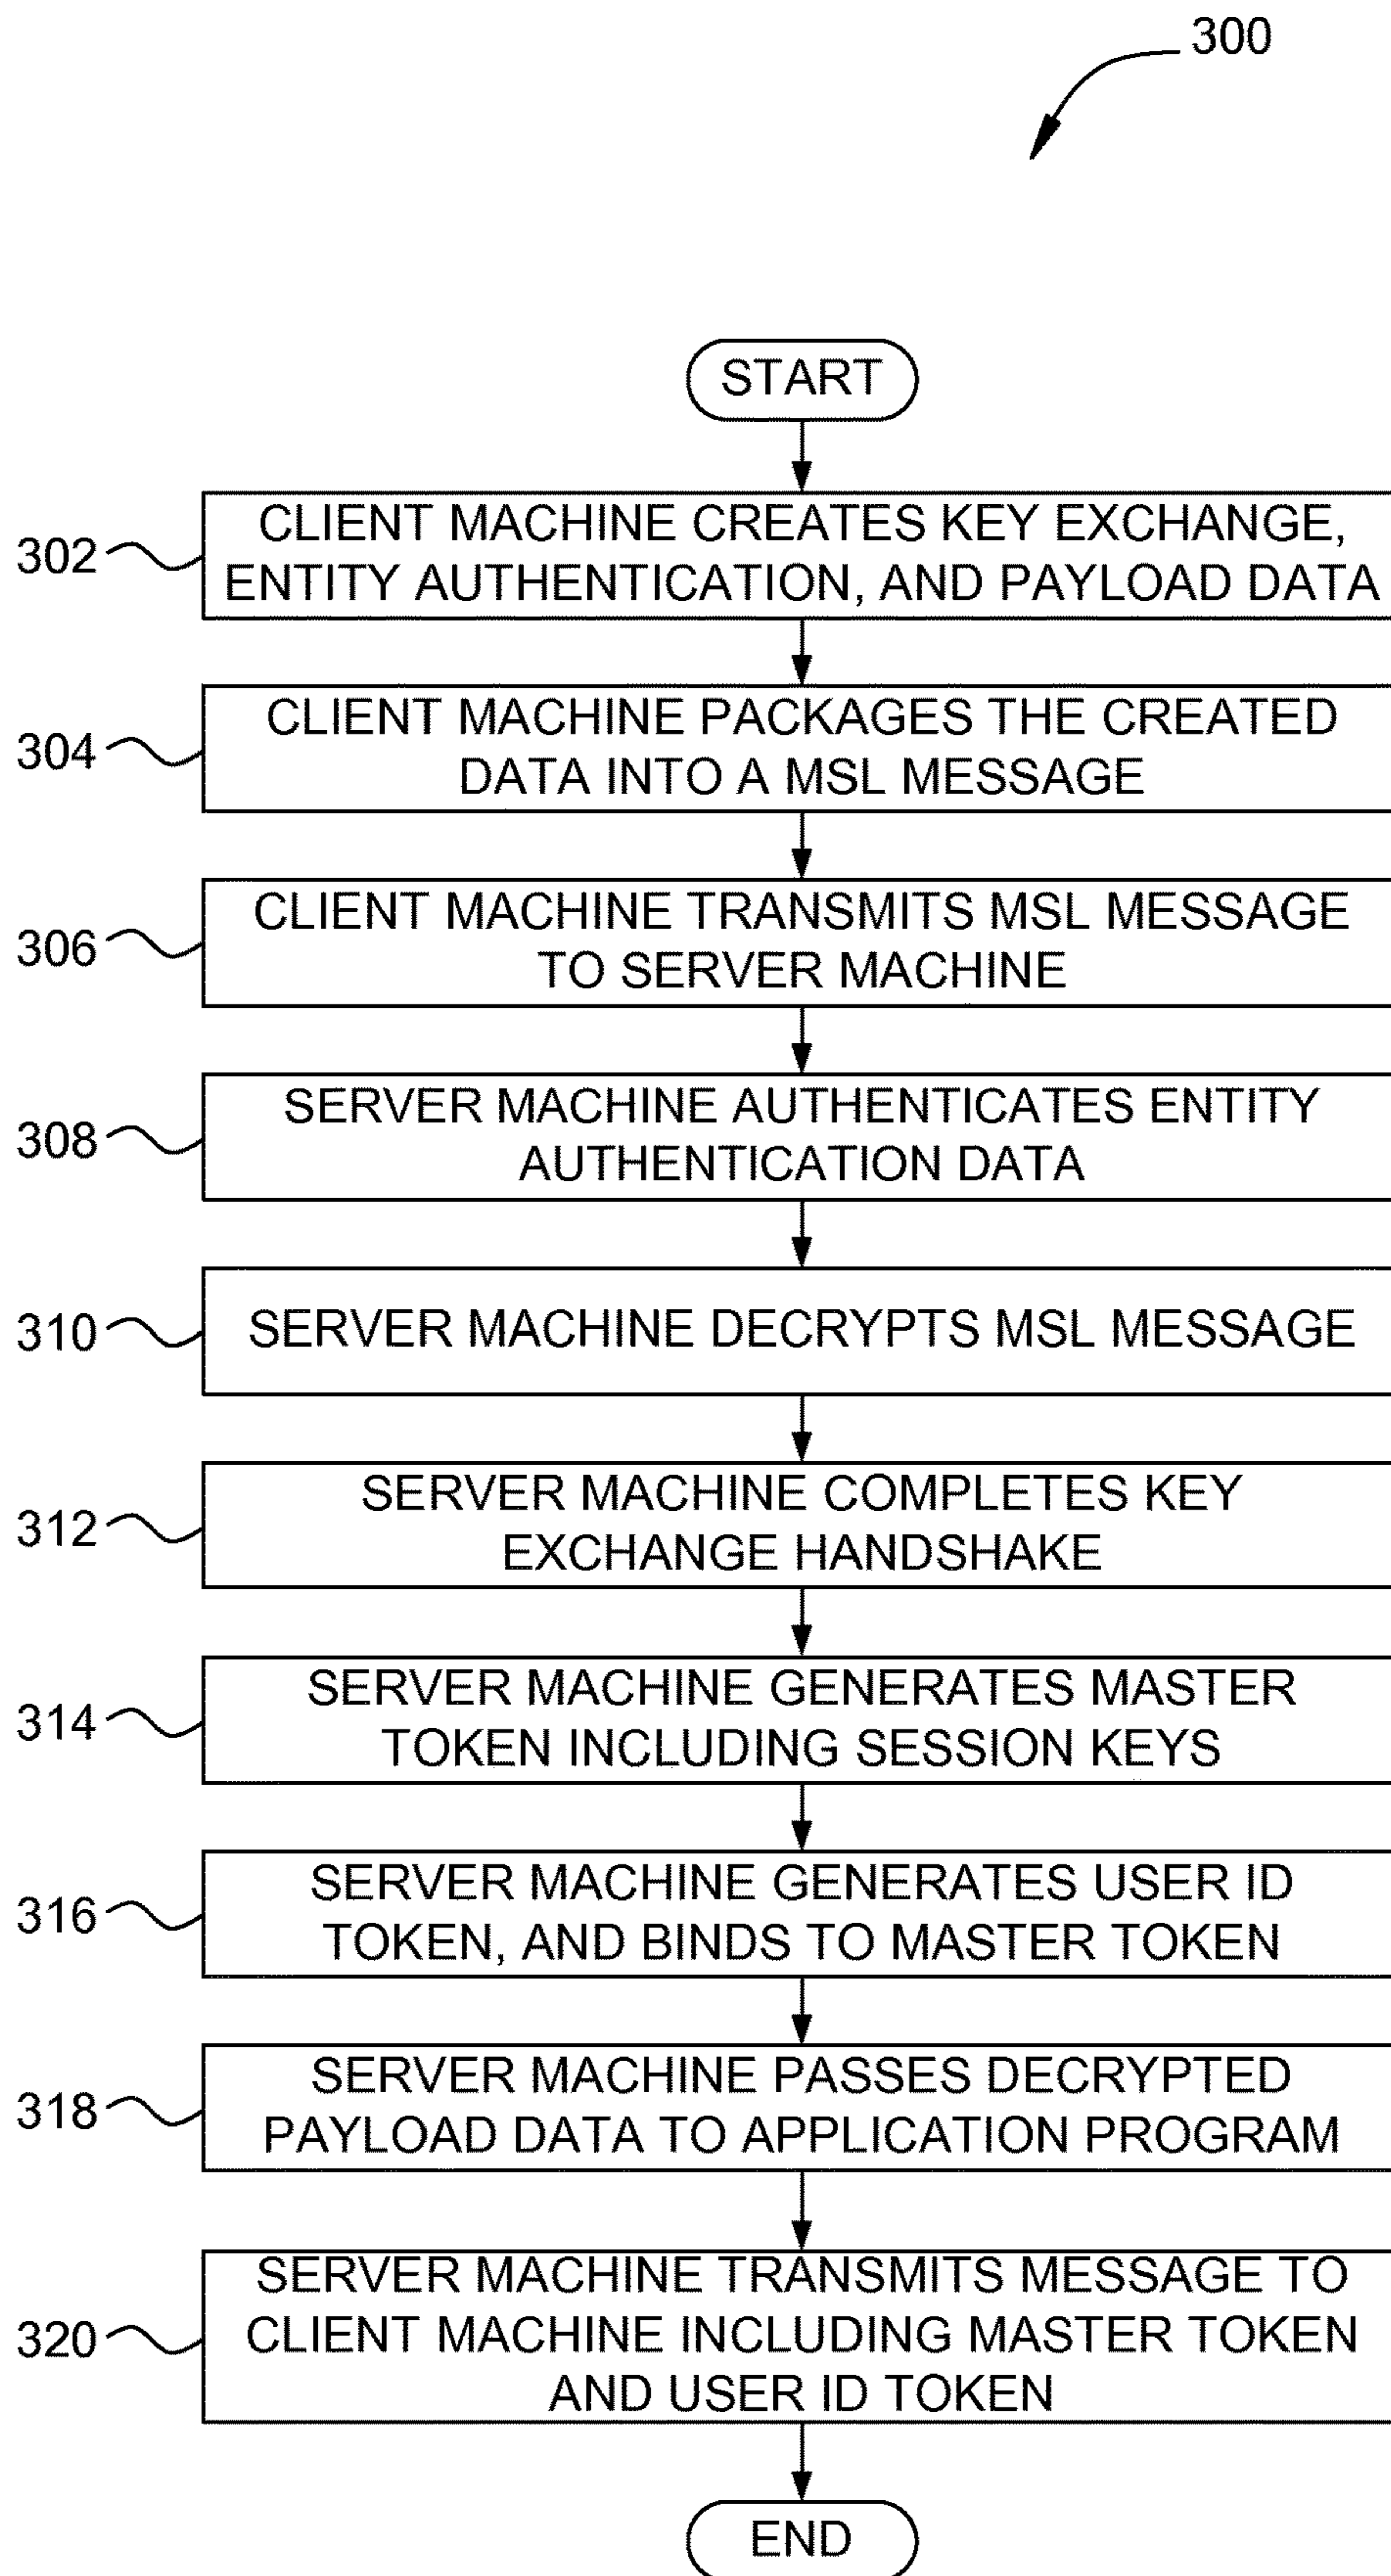 300
START
302
CLIENT MACHINE CREATES KEY EXCHANGE,
ENTITY AUTHENTICATION, AND PAYLOAD DATA
304
CLIENT MACHINE PACKAGES THE CREATED
DATA INTO A MSL MESSAGE
306
CLIENT MACHINE TRANSMITS MSL MESSAGE
TO SERVER MACHINE
308
SERVER MACHINE AUTHENTICATES ENTITY
AUTHENTICATION DATA
310
SERVER MACHINE DECRYPTS MSL MESSAGE
312
SERVER MACHINE COMPLETES KEY
EXCHANGE HANDSHAKE
314
SERVER MACHINE GENERATES MASTER
TOKEN INCLUDING SESSION KEYS
316
SERVER MACHINE GENERATES USER ID
TOKEN, AND BINDS TO MASTER TOKEN
318
SERVER MACHINE PASSES DECRYPTED
PAYLOAD DATA TO APPLICATION PROGRAM
320
SERVER MACHINE TRANSMITS MESSAGE TO
CLIENT MACHINE INCLUDING MASTER TOKEN
AND USER ID TOKEN
END